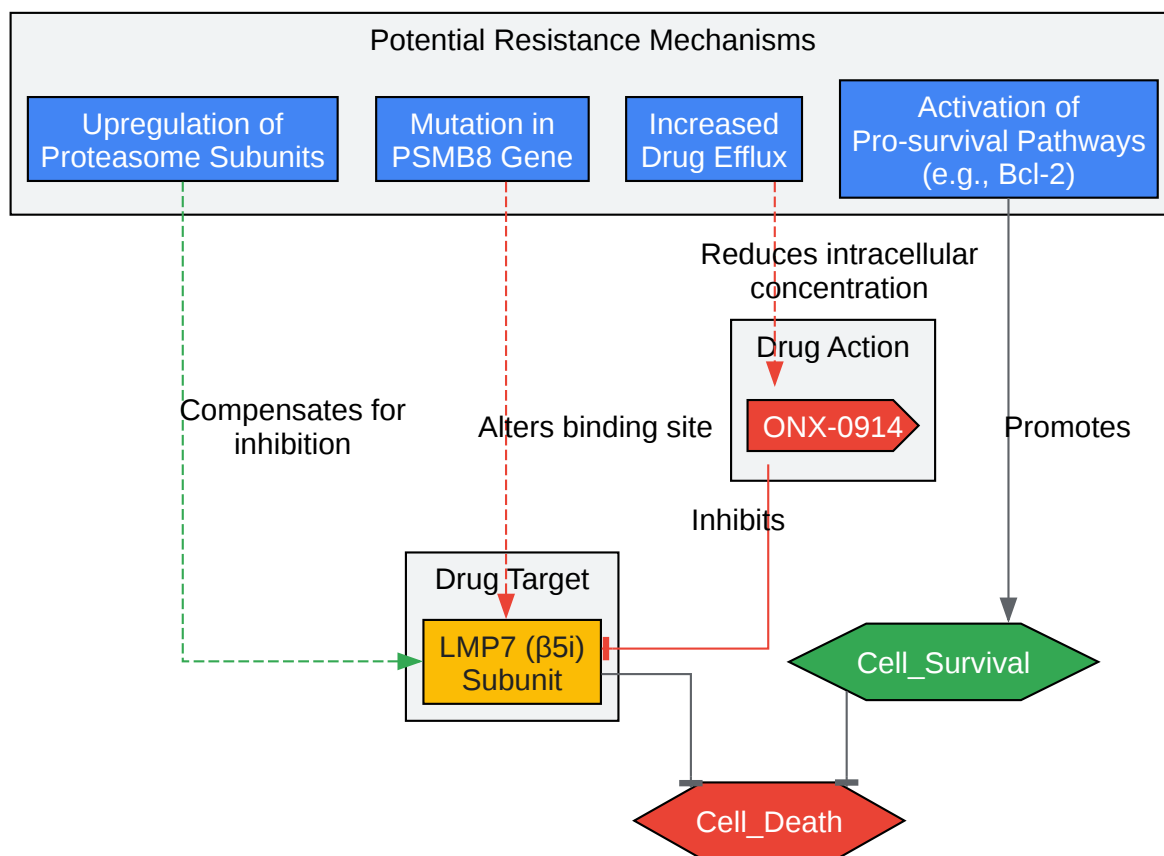 Potential Resistance Mechanisms
Upregulation of
Proteasome Subunits
Mutation in
PSMB8 Gene
Increased
Drug Efflux
Activation of
Pro-survival Pathways
(e.g., Bcl-2)
Reduces intracellular
concentration
Drug Action
ONX-0914
Compensates for
inhibition
Alters binding site
Promotes
Inhibits
Drug Target
LMP7 (β5i)
Subunit
Cell_Survival
Cell_Death